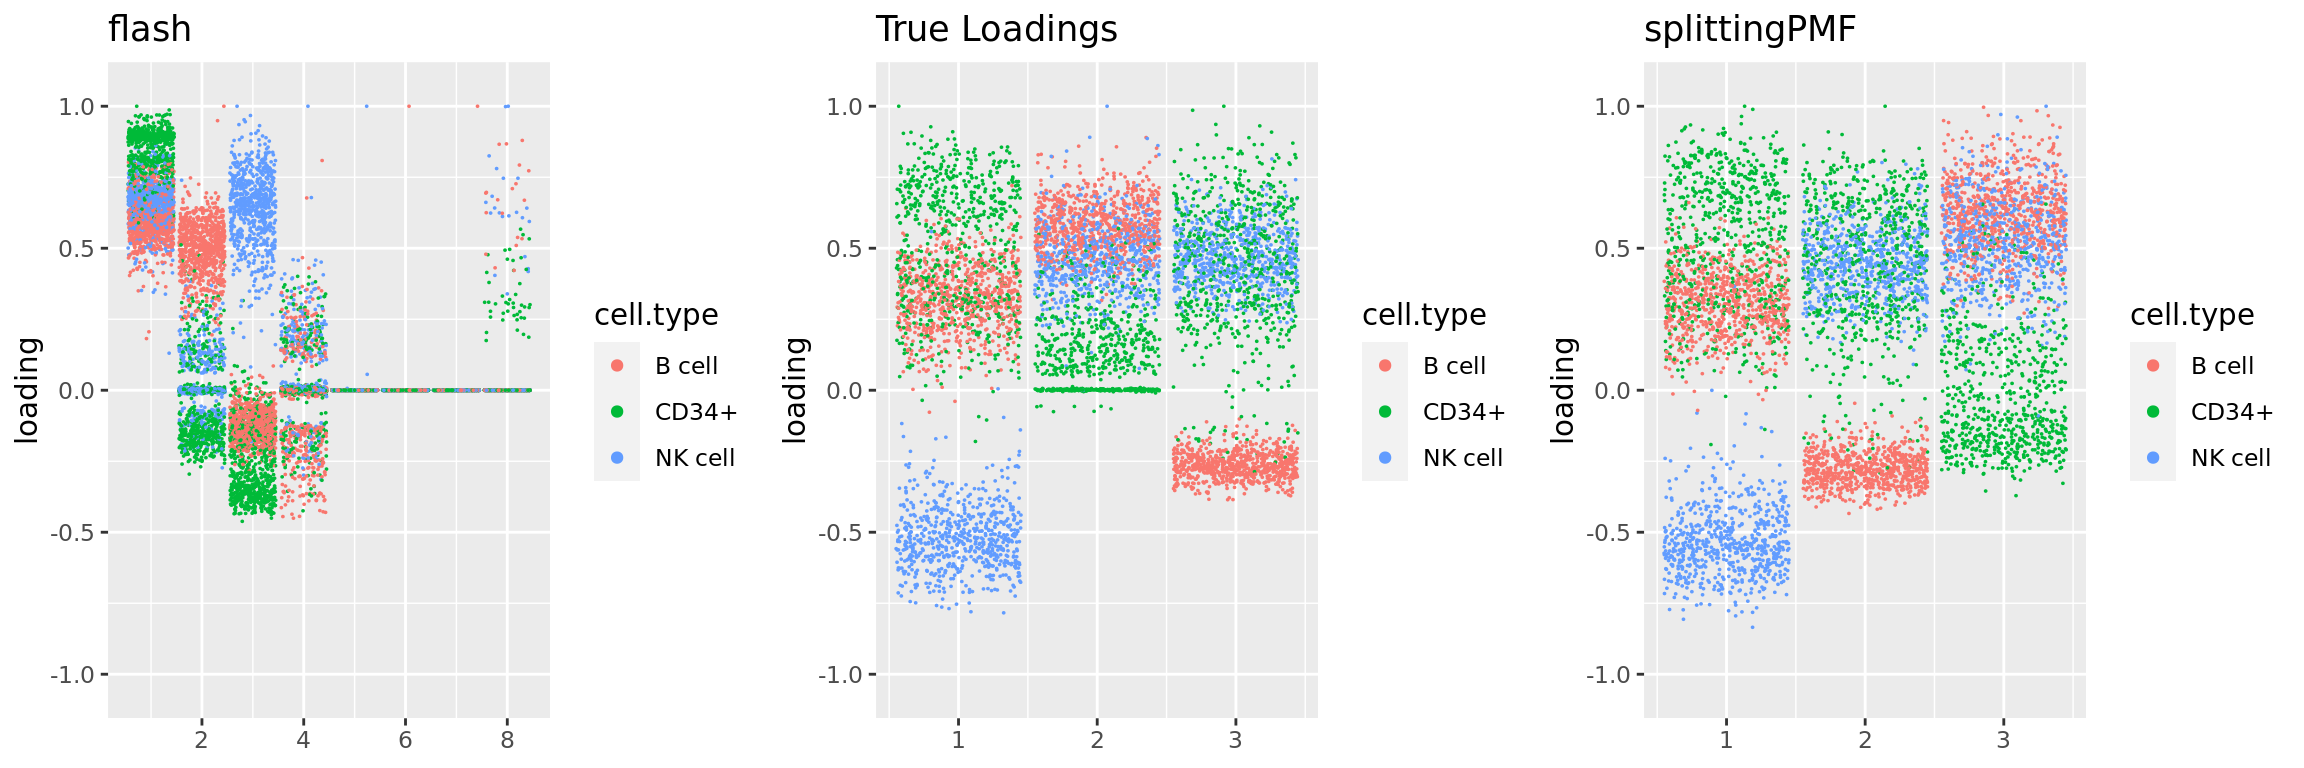 flash
loading
1.0
0.5
0.0
-0.5
-1.0
2 4 6 8
cell.type
B cell
CD34+
NK cell
True Loadings
loading
1.0
0.5
0.0
-0.5
-1.0
1 2 3
cell.type
B cell
CD34+
NK cell
splittingPMF
loading
1.0
0.5
0.0
-0.5
-1.0
1 2 3
cell.type
B cell
CD34+
NK cell